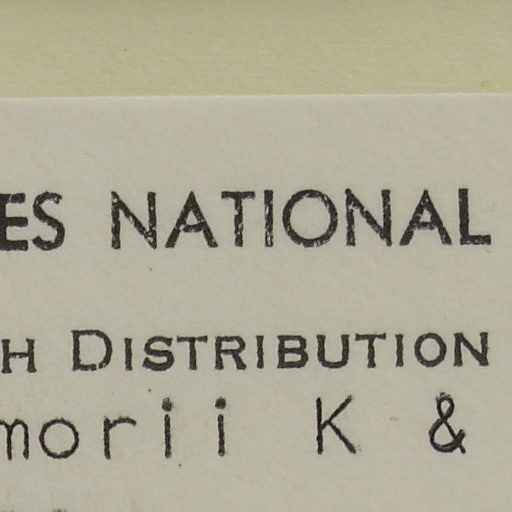 ES NATIONAL
H DISTRIBUTION
morii K &